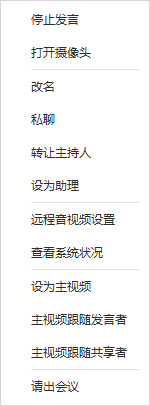 停止发言
打开摄像头
改名
私聊
转让主持人
设为助理
远程音视频设置
查看系统状况
设为主视频
主视频跟随发言者
主视频跟随共享者
请出会议